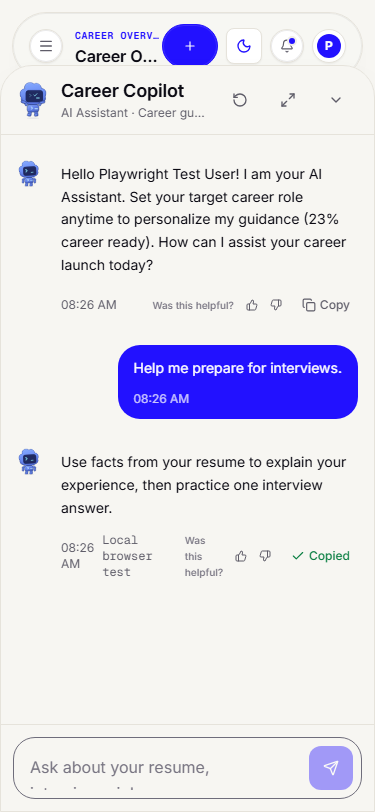 CAREER OVERV…
Career O…
P
Career Copilot
AI Assistant · Career gu…
Hello Playwright Test User! I am your AI
Assistant. Set your target career role
anytime to personalize my guidance (23%
career ready). How can I assist your career
launch today?
08:26 AM Was this helpful? Copy
Help me prepare for interviews.
08:26 AM
Use facts from your resume to explain your
experience, then practice one interview
answer.
08:26 AM
Local browser test
Was this helpful?
Copied
Ask about your resume,